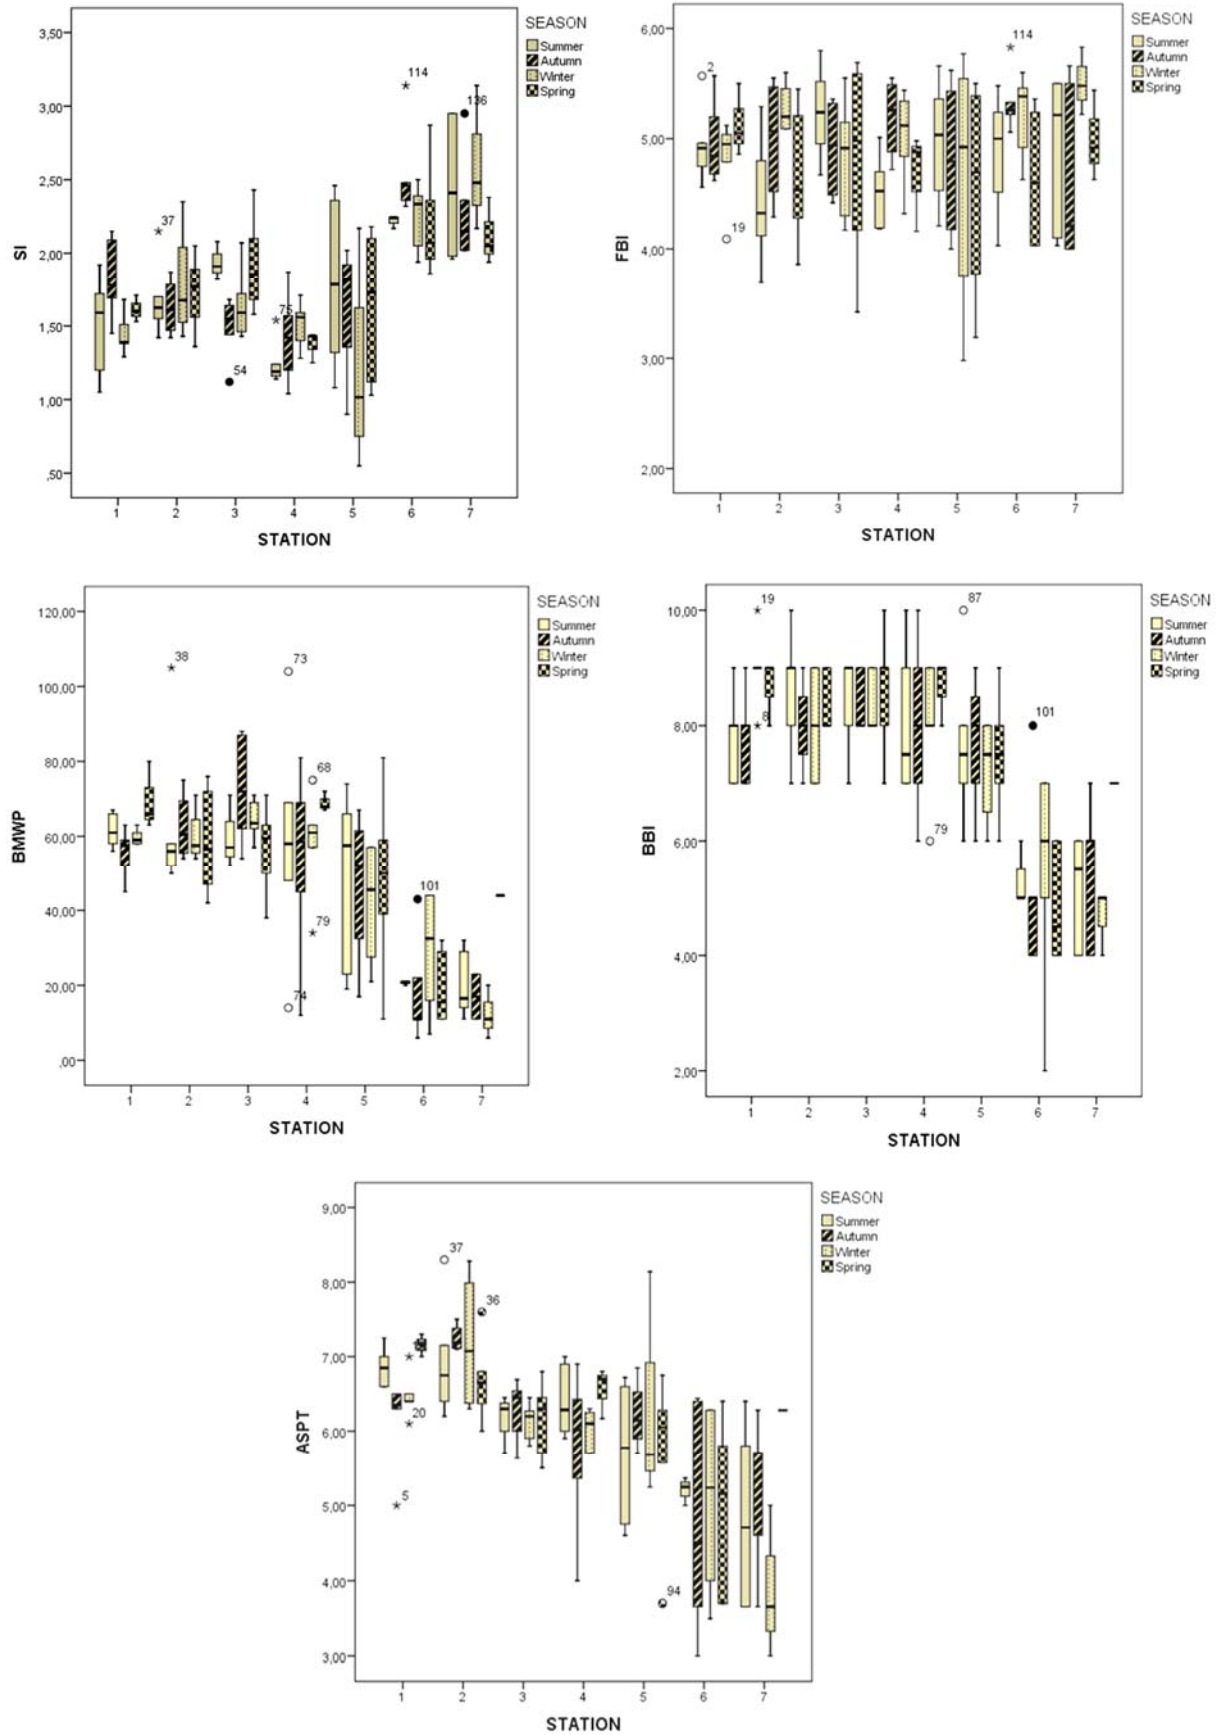 SEASON
Summer
Autumn
Winter
Spring
3,50
3,00
2,50
2,00
1,50
1,00
,50
SI
37
54
75
114
136
1 2 3 4 5 6 7
STATION
SEASON
Summer
Autumn
Winter
Spring
6,00
5,00
4,00
3,00
2,00
FBI
2
19
114
1 2 3 4 5 6 7
STATION
SEASON
Summer
Autumn
Winter
Spring
120,00
100,00
80,00
60,00
40,00
20,00
,00
BMWP
38
73
68
79
74
101
1 2 3 4 5 6 7
STATION
SEASON
Summer
Autumn
Winter
Spring
10,00
8,00
6,00
4,00
2,00
BBI
19
8
87
79
101
1 2 3 4 5 6 7
STATION
SEASON
Summer
Autumn
Winter
Spring
9,00
8,00
7,00
6,00
5,00
4,00
3,00
ASPT
37
36
20
5
94
1 2 3 4 5 6 7
STATION